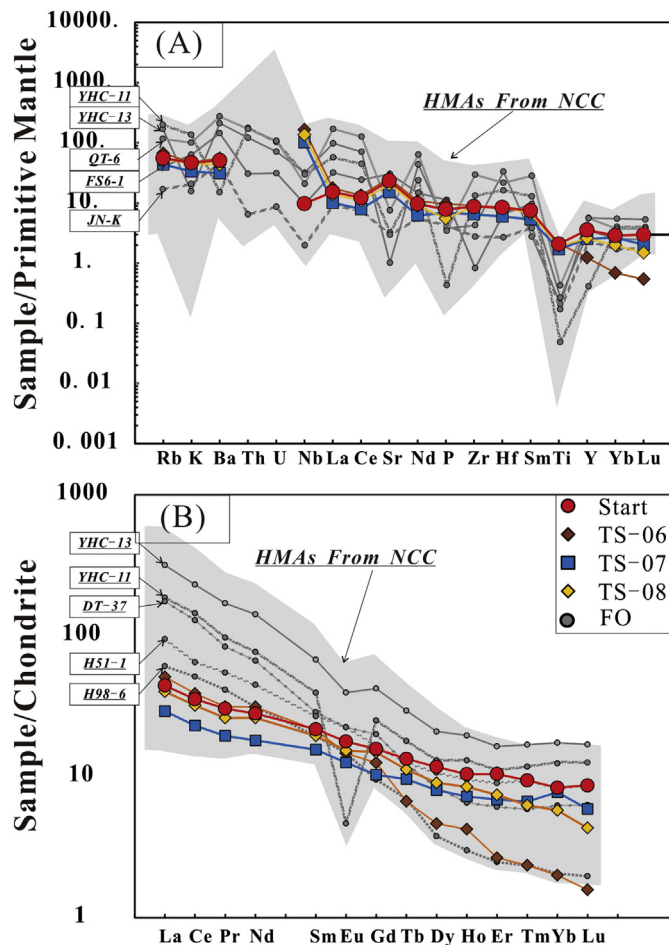 (A)
10000.
1000
100.
10
1.
0. 1
0. 01
0. 001
Sample/Primitive Mantle
YHC-11
YHC-13
QT-6
FS6-1
JN-K
HMAs From NCC
Rb K Ba Th U Nb La Ce Sr Nd P Zr Hf Sm Ti Y Yb Lu
(B)
1000
100
10
1
Sample/Chondrite
YHC-13
YHC-11
DT-37
H51-1
H98-6
HMAs From NCC
Start
TS-06
TS-07
TS-08
FO
La Ce Pr Nd Sm Eu Gd Tb Dy Ho Er Tm Yb Lu